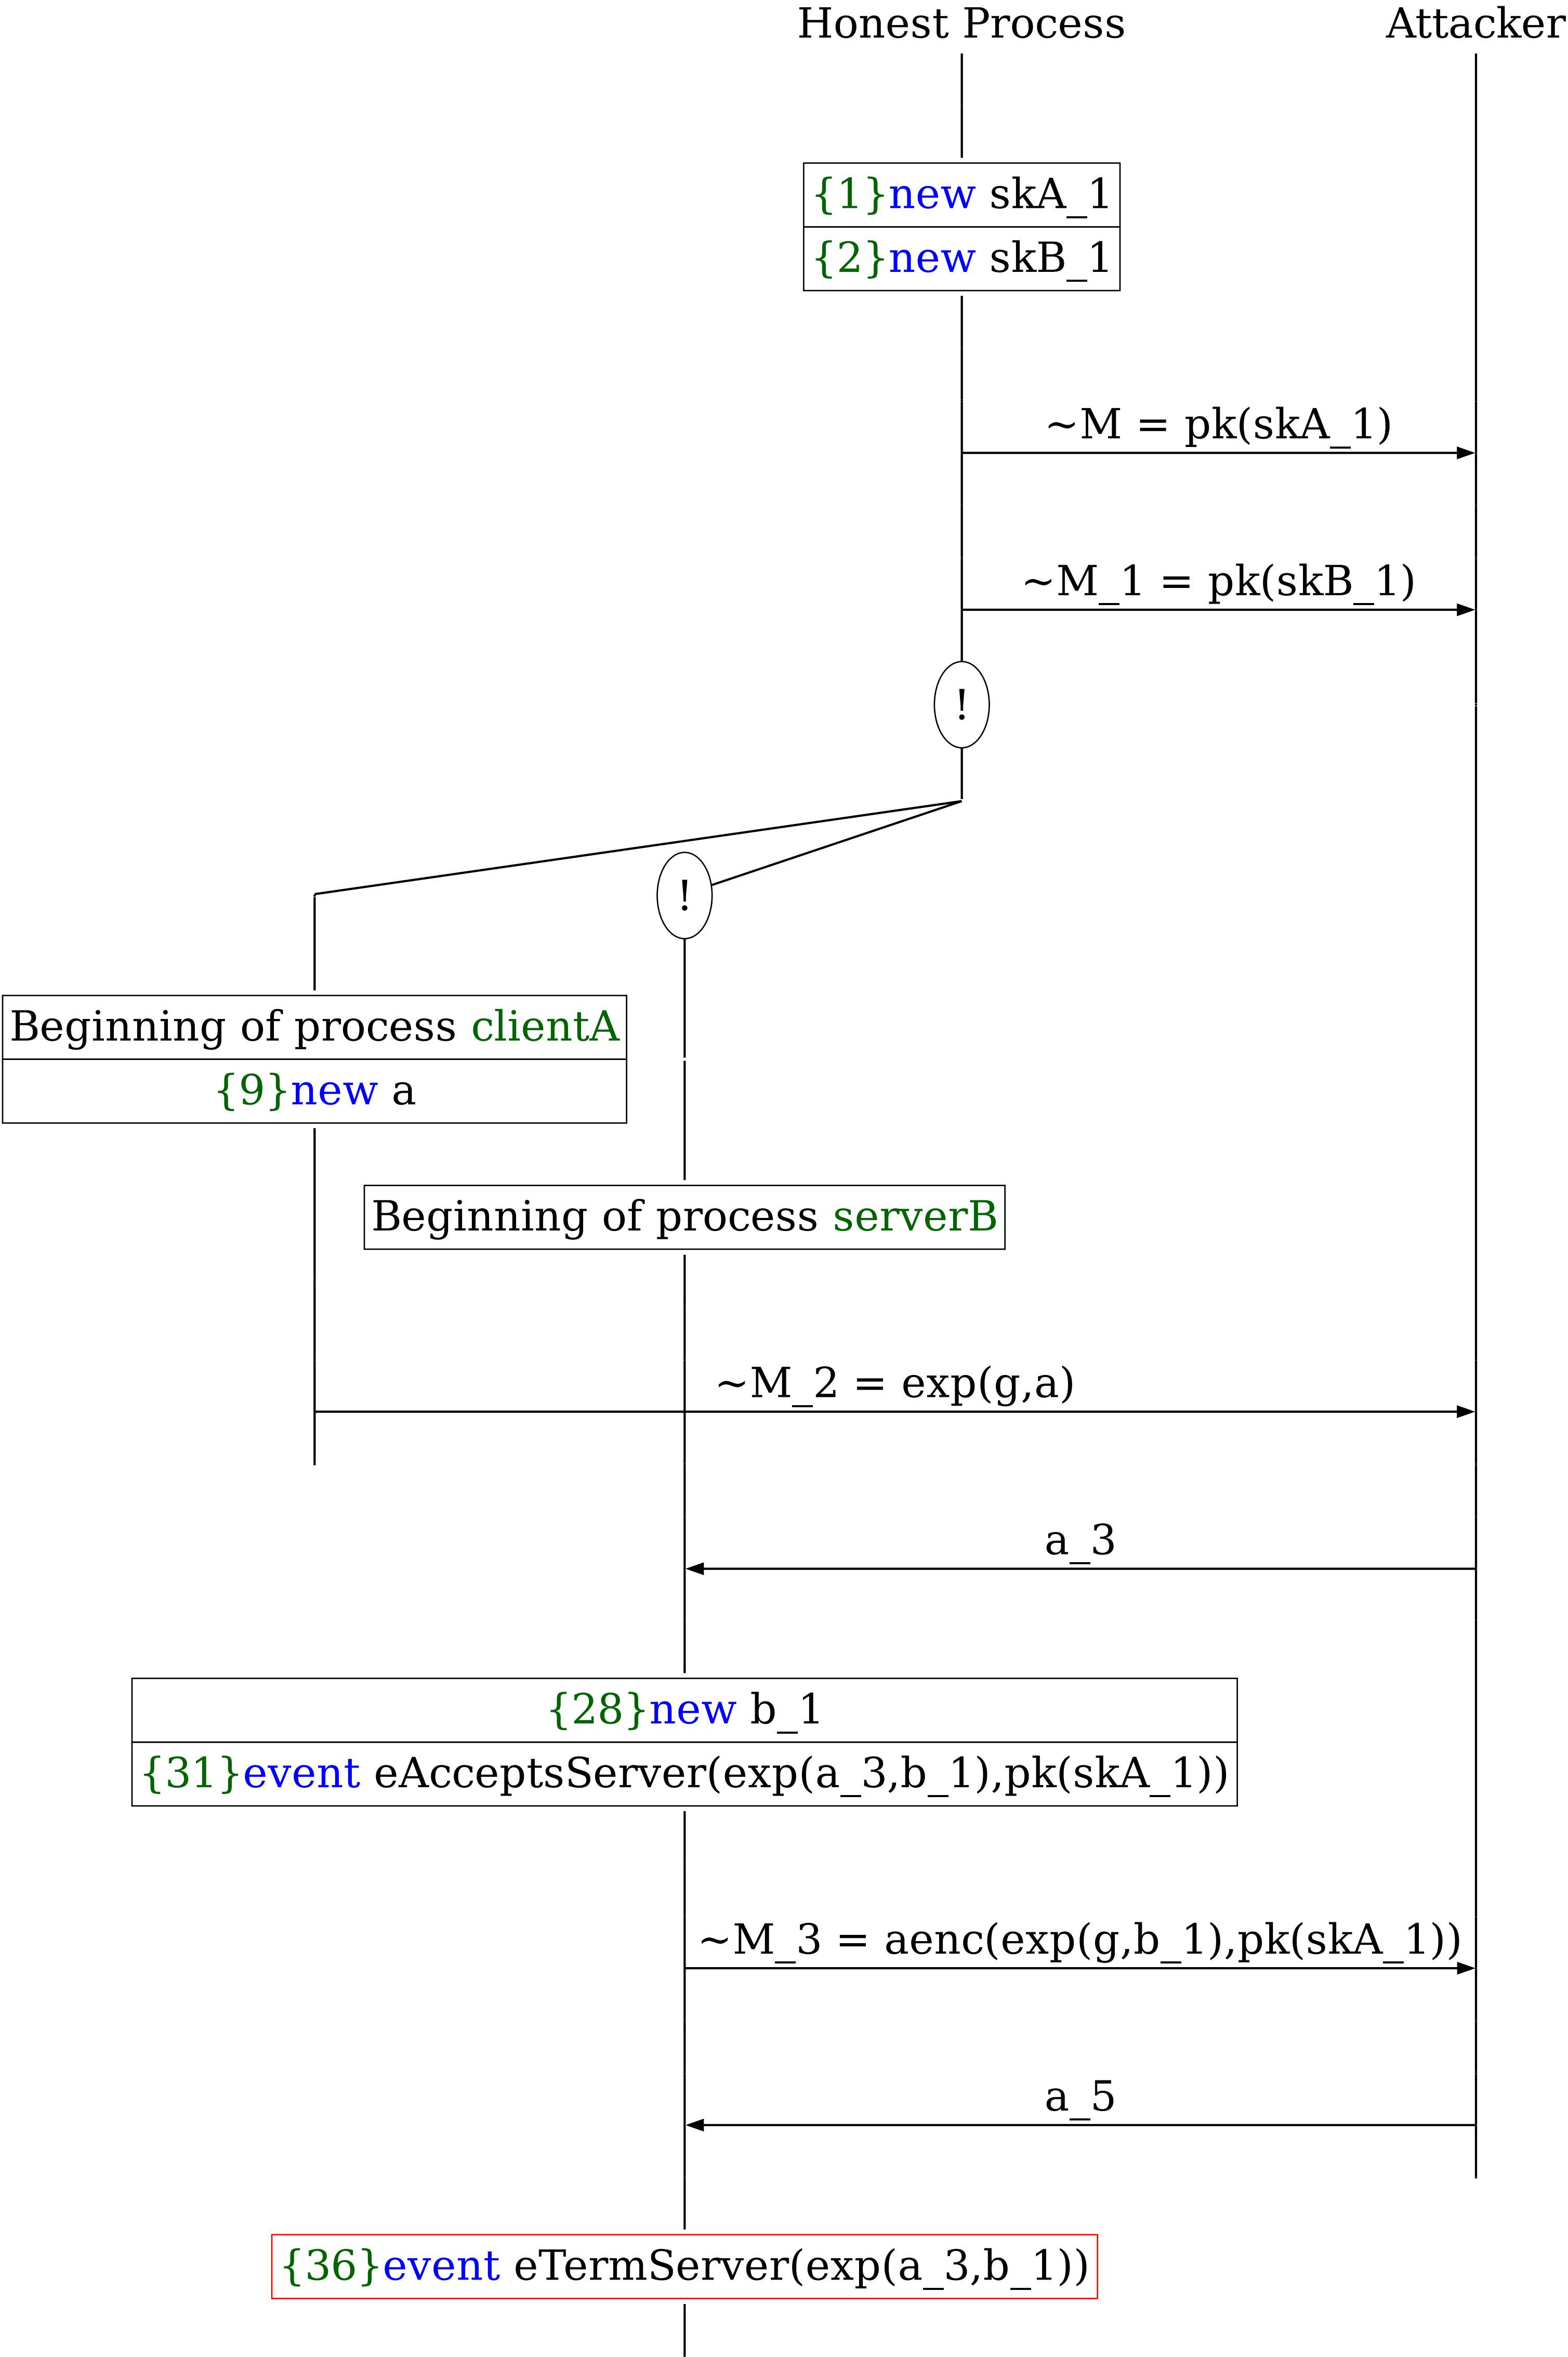 Honest Process
Attacker
{1}new skA_1
{2}new skB_1
~M = pk(skA_1)
~M_1 = pk(skB_1)
!
!
Beginning of process clientA
{9}new a
Beginning of process serverB
~M_2 = exp(g,a)
a_3
{28}new b_1
{31}event eAcceptsServer(exp(a_3,b_1),pk(skA_1))
~M_3 = aenc(exp(g,b_1),pk(skA_1))
a_5
{36}event eTermServer(exp(a_3,b_1))